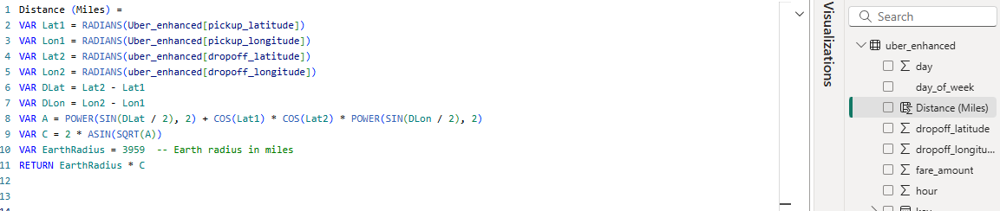 1 Distance (Miles) =
2 VAR Lat1 = RADIANS(Uber_enhanced[pickup_latitude])
3 VAR Lon1 = RADIANS(Uber_enhanced[pickup_longitude])
4 VAR Lat2 = RADIANS(uber_enhanced[dropoff_latitude])
5 VAR Lon2 = RADIANS(uber_enhanced[dropoff_longitude])
6 VAR DLat = Lat2 - Lat1
7 VAR DLon = Lon2 - Lon1
8 VAR A = POWER(SIN(DLat / 2), 2) + COS(Lat1) * COS(Lat2) * POWER(SIN(DLon / 2), 2)
9 VAR C = 2 * ASIN(SQRT(A))
10 VAR EarthRadius = 3959  -- Earth radius in miles
11 RETURN EarthRadius * C
12
13
Visualizations
Search
uber_enhanced
day
day_of_week
Distance (Miles)
dropoff_latitude
dropoff_longitu...
fare_amount
hour